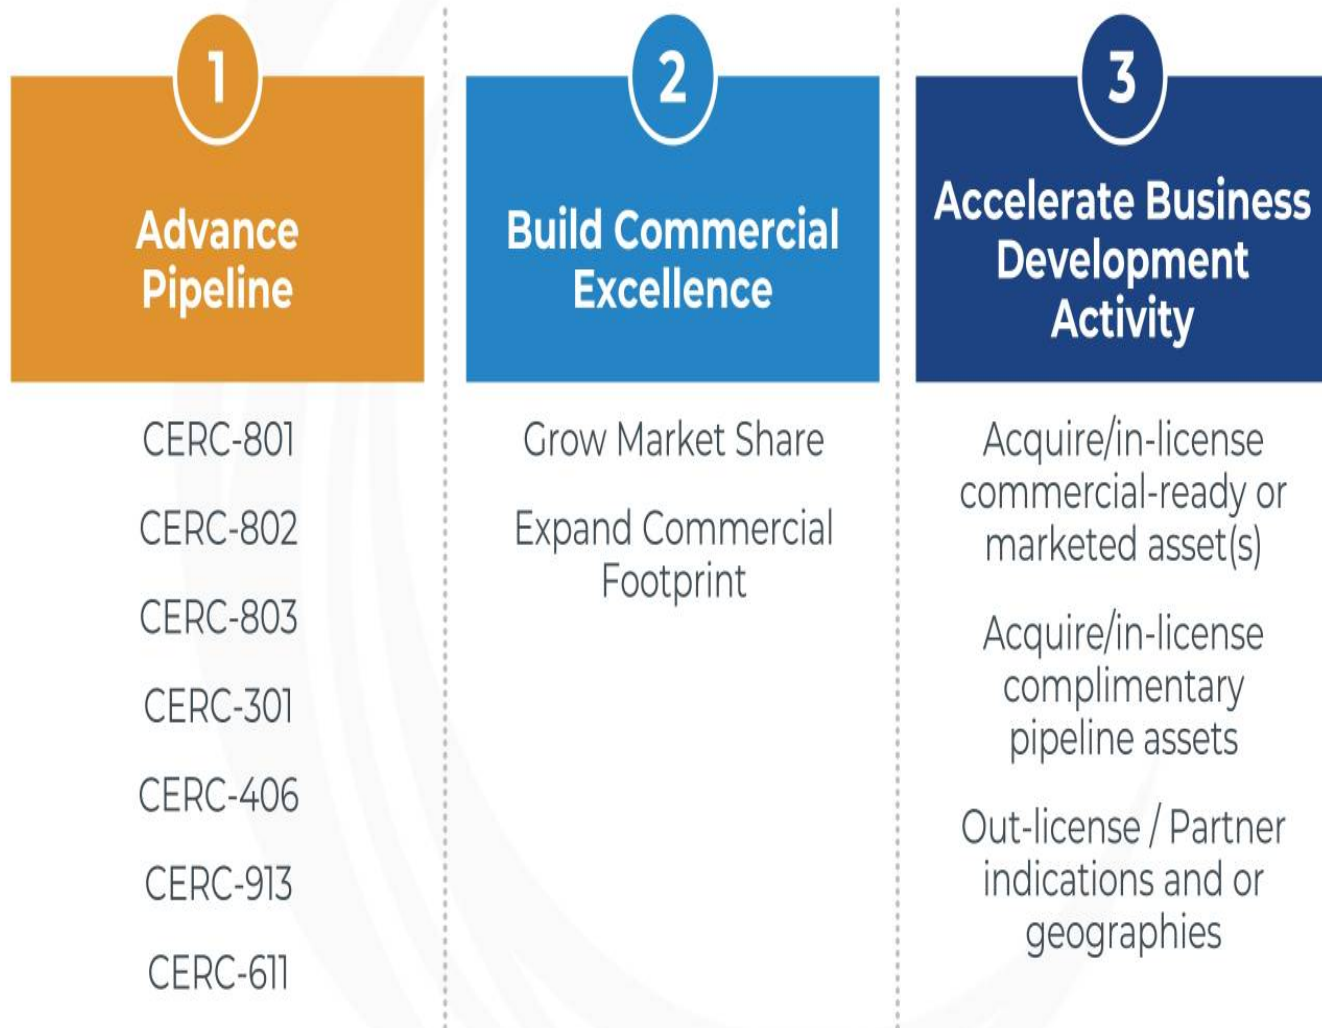 1
Advance
Pipeline
CERC-801
CERC-802
CERC-803
CERC-301
CERC-406
CERC-913
CERC-611
2
Build Commercial
Excellence
Grow Market Share
Expand Commercial
Footprint
3
Accelerate Business
Development
Activity
Acquire/in-license
commercial-ready or
marketed asset(s)
Acquire/in-license
complimentary
pipeline assets
Out-license / Partner
indications and or
geographies